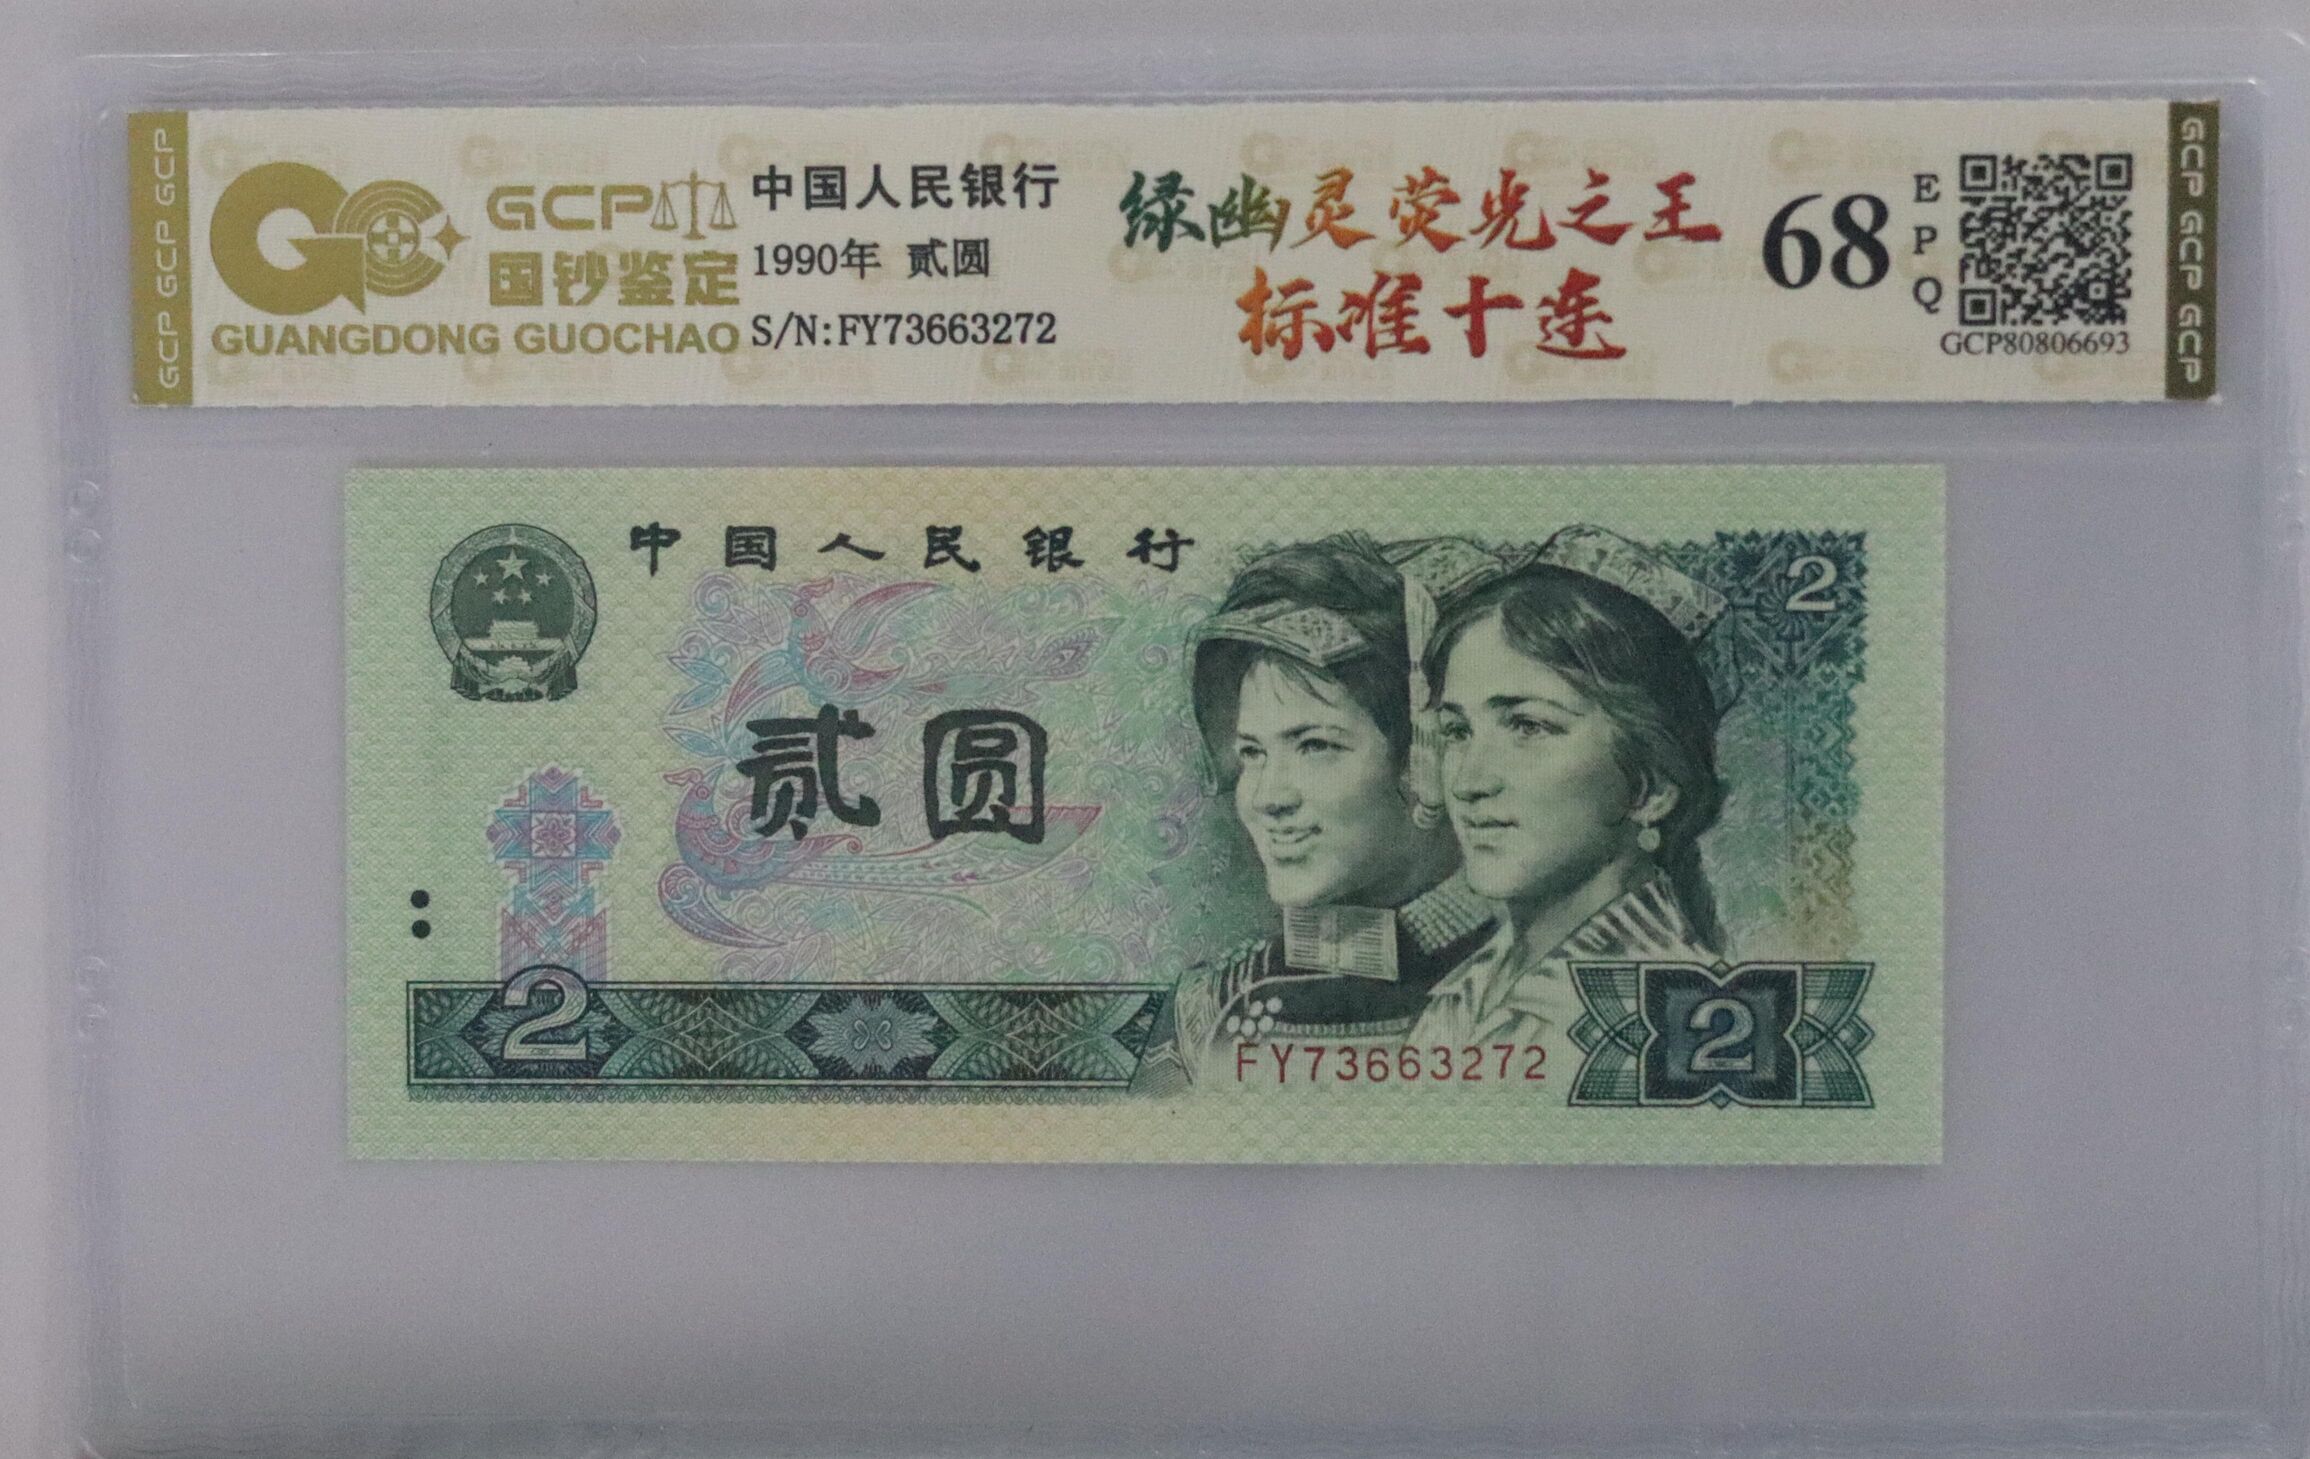 GCP GCP GCP
GCP
国钞鉴定
GUANGDONG GUOCHAO
中国人民银行
1990年 贰圆
S/N:FY73663272
绿幽灵荧光之王
标准十连
68
EPQ
GCP80806693
GCP GCP GCP
中国人民银行
2
贰圆
2
FY73663272
2